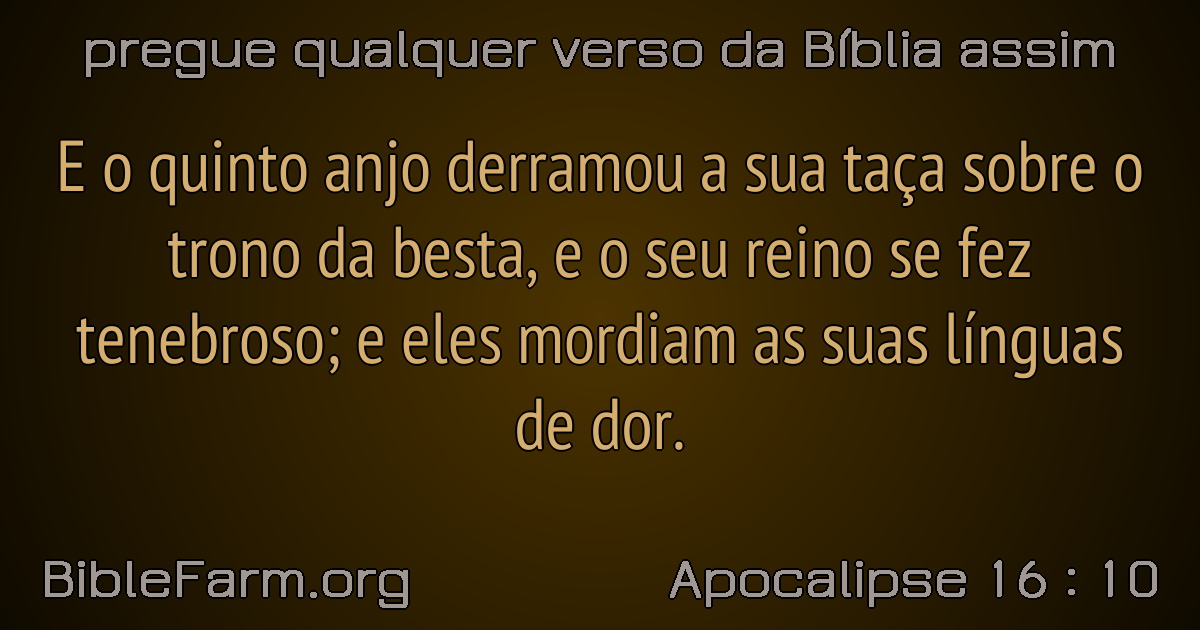 pregue qualquer verso da Bíblia assim
E o quinto anjo derramou a sua taça sobre o
trono da besta, e o seu reino se fez
tenebroso; e eles mordiam as suas línguas
de dor.
BibleFarm.org
Apocalipse 16 : 10